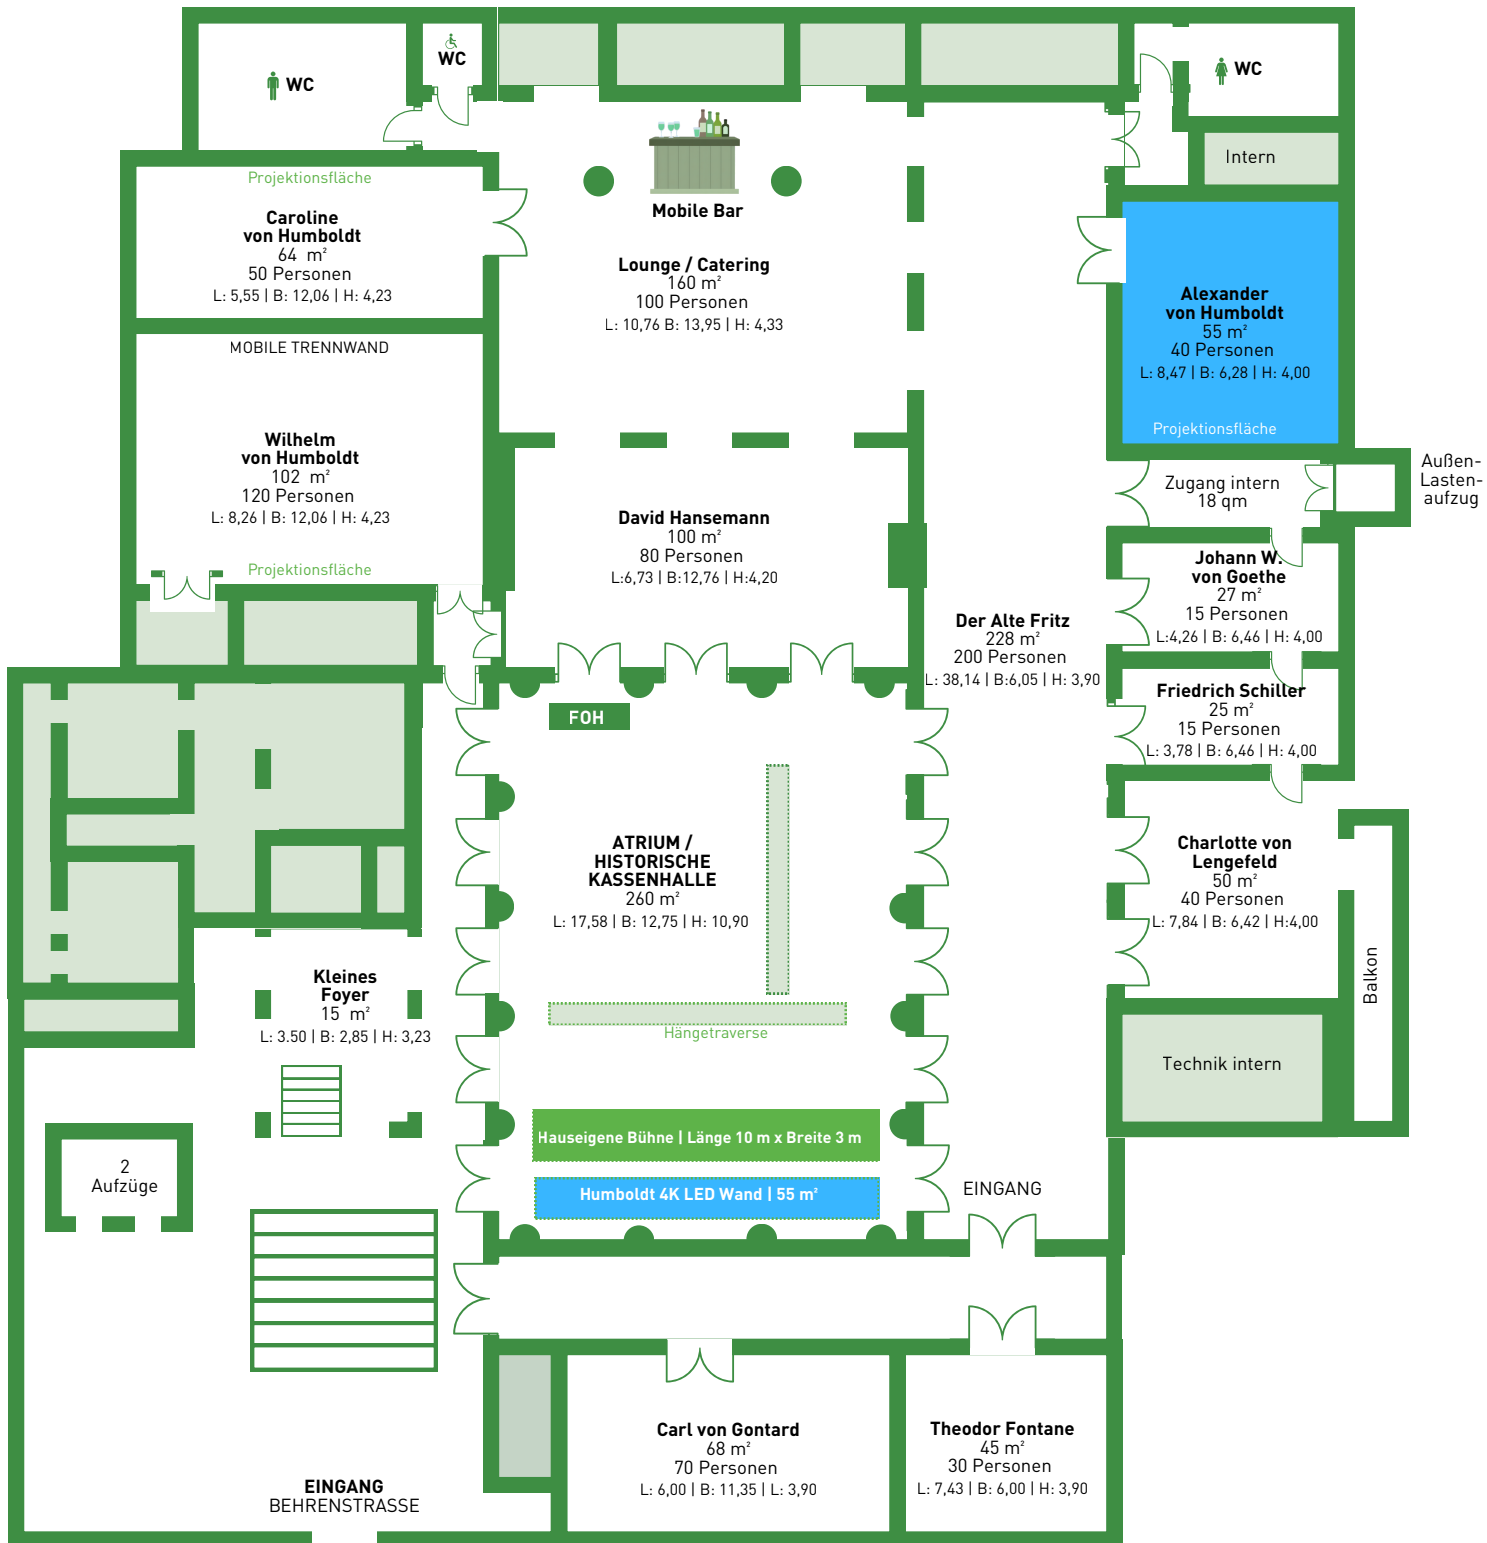 WC
WC
WC
Intern
Projektionsfläche
Caroline
von Humboldt
64 m²
50 Personen
L: 5,55 | B: 12,06 | H: 4,23
Mobile Bar
Lounge / Catering
160 m²
100 Personen
L: 10,76 B: 13,95 | H: 4,33
Alexander
von Humboldt
55 m²
40 Personen
L: 8,47 | B: 6,28 | H: 4,00
Projektionsfläche
MOBILE TRENNWAND
Wilhelm
von Humboldt
102 m²
120 Personen
L: 8,26 | B: 12,06 | H: 4,23
Projektionsfläche
David Hansemann
100 m²
80 Personen
L:6,73 | B:12,76 | H:4,20
Zugang intern
18 qm
Außen-
Lasten-
aufzug
Johann W.
von Goethe
27 m²
15 Personen
L:4,26 | B: 6,46 | H: 4,00
Der Alte Fritz
228 m²
200 Personen
L: 38,14 | B:6,05 | H: 3,90
Friedrich Schiller
25 m²
15 Personen
L: 3,78 | B: 6,46 | H: 4,00
FOH
ATRIUM /
HISTORISCHE
KASSENHALLE
260 m²
L: 17,58 | B: 12,75 | H: 10,90
Charlotte von
Lengefeld
50 m²
40 Personen
L: 7,84 | B: 6,42 | H:4,00
Balkon
Kleines
Foyer
15 m²
L: 3.50 | B: 2,85 | H: 3,23
Hängetraverse
Technik intern
Hauseigene Bühne | Länge 10 m x Breite 3 m
2
Aufzüge
Humboldt 4K LED Wand | 55 m²
EINGANG
Carl von Gontard
68 m²
70 Personen
L: 6,00 | B: 11,35 | L: 3,90
Theodor Fontane
45 m²
30 Personen
L: 7,43 | B: 6,00 | H: 3,90
EINGANG
BEHRENSTRASSE